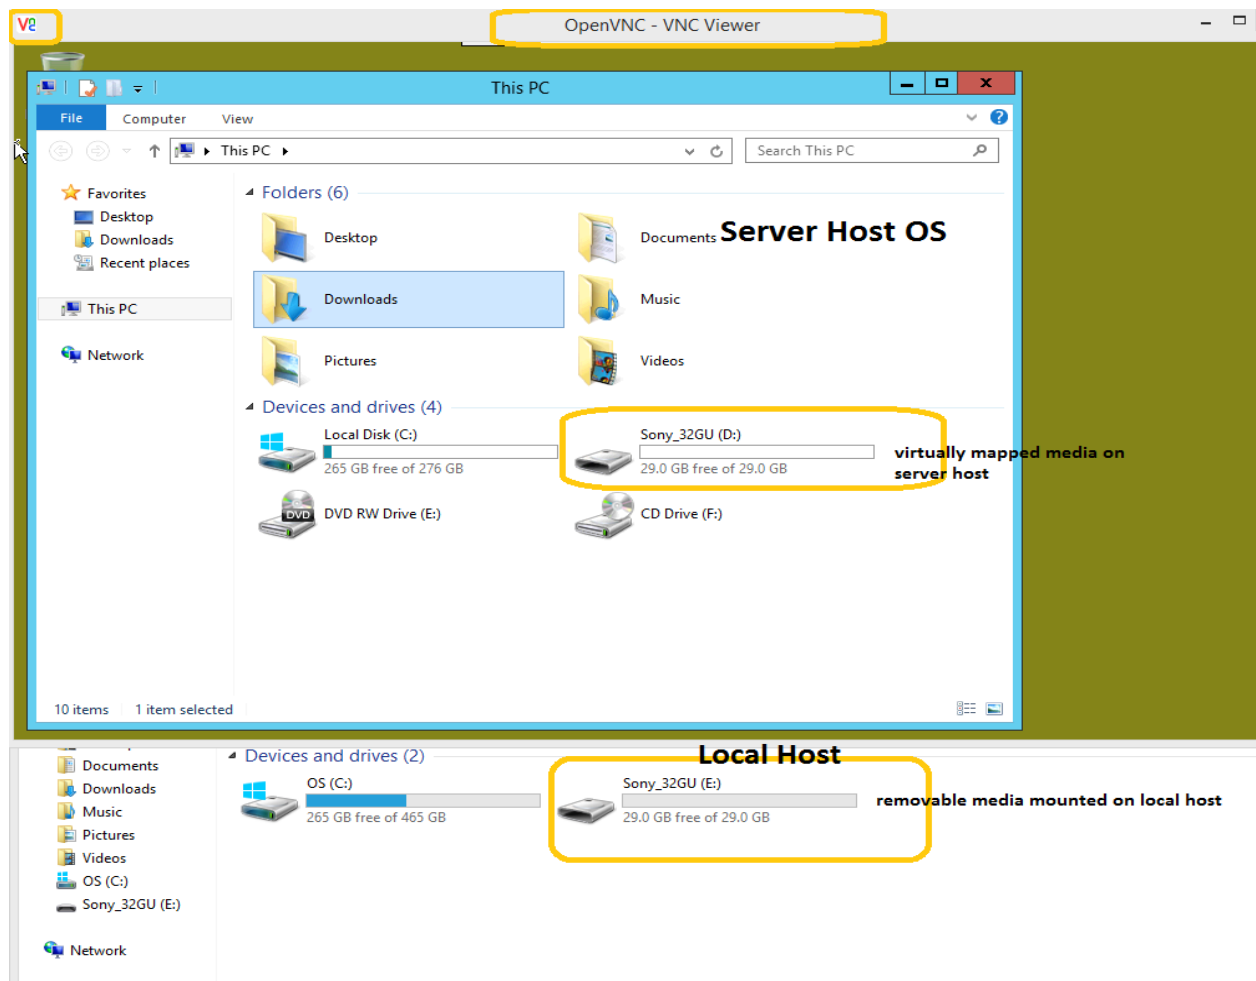 OpenVNC - VNC Viewer
This PC
File Computer View
This PC
Search This PC
Favorites
Desktop
Downloads
Recent places
This PC
Network
Folders (6)
Desktop
Documents
Server Host OS
Downloads
Music
Pictures
Videos
Devices and drives (4)
Local Disk (C:)
265 GB free of 276 GB
Sony_32GU (D:)
29.0 GB free of 29.0 GB
virtually mapped media on
server host
DVD RW Drive (E:)
CD Drive (F:)
10 items 1 item selected
Documents
Downloads
Music
Pictures
Videos
OS (C:)
Sony_32GU (E:)
Network
Devices and drives (2)
Local Host
OS (C:)
265 GB free of 465 GB
Sony_32GU (E:)
29.0 GB free of 29.0 GB
removable media mounted on local host